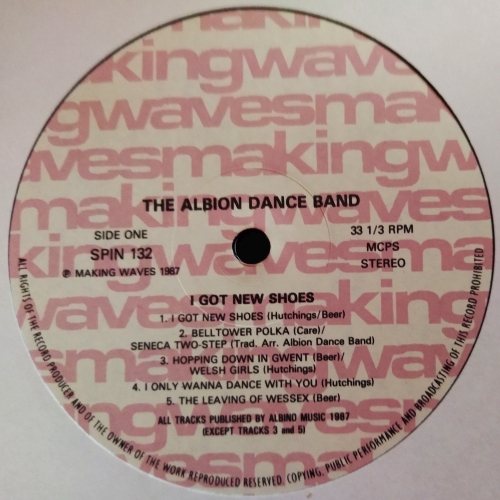 makingwaves
akingwaves
ngwavesmak
wavesmakingw
THE ALBION DANCE BAND
SIDE ONE
33 1/3 RPM
SPIN 132
MCPS
℗ MAKING WAVES 1987
STEREO
I GOT NEW SHOES
1. I GOT NEW SHOES (Hutchings/Beer)
2. BELLTOWER POLKA (Care)/
SENECA TWO-STEP (Trad. Arr. Albion Dance Band)
3. HOPPING DOWN IN GWENT (Beer)/
WELSH GIRLS (Hutchings)
4. I ONLY WANNA DANCE WITH YOU (Hutchings)
5. THE LEAVING OF WESSEX (Beer)
ALL TRACKS PUBLISHED BY ALBINO MUSIC 1987
(EXCEPT TRACKS 3 and 5)
ALL RIGHTS OF THE RECORD PRODUCER AND OF THE OWNER OF THE WORK REPRODUCED RESERVED. COPYING, PUBLIC PERFORMANCE AND BROADCASTING OF THIS RECORD PROHIBITED